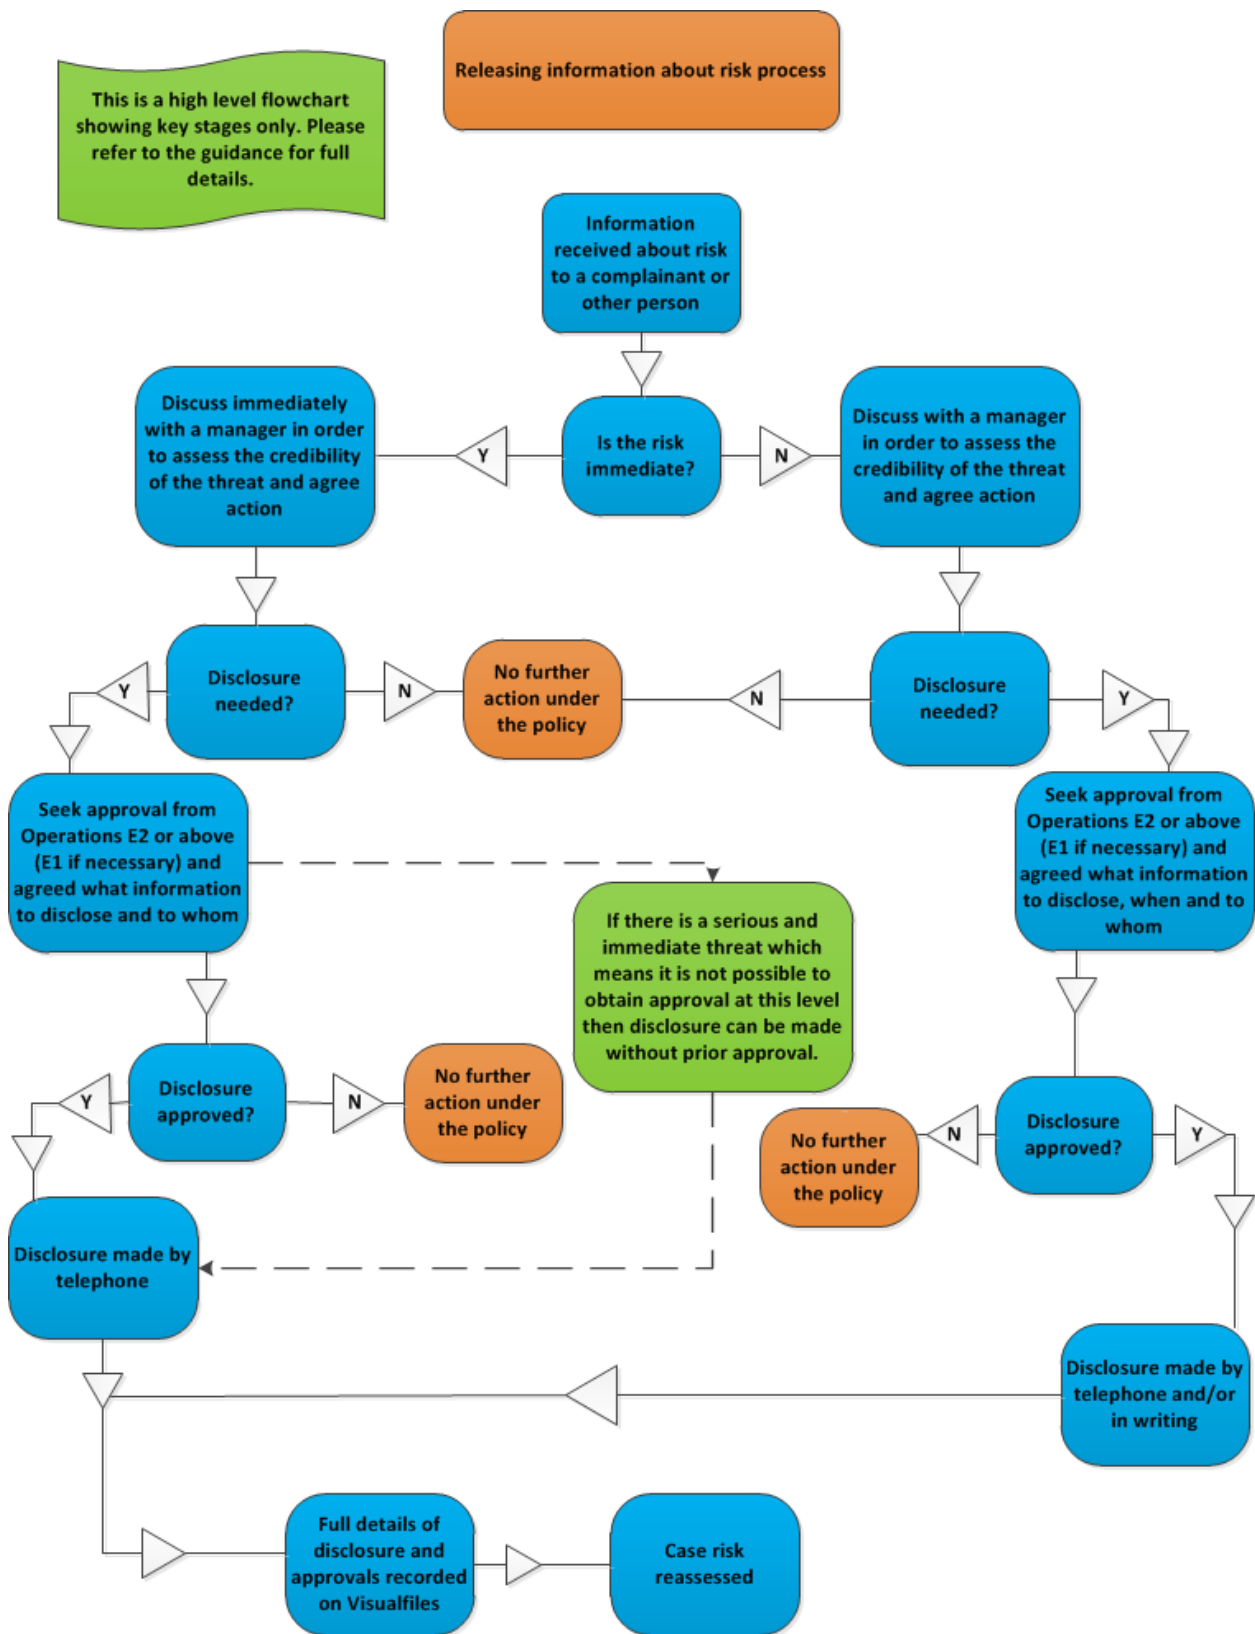 Releasing information about risk process
This is a high level flowchart
showing key stages only. Please
refer to the guidance for full
details.
Information
received about risk
to a complainant or
other person
Discuss immediately
with a manager in order
to assess the credibility
of the threat and agree
action
Y
Is the risk
immediate?
N
Discuss with a manager
in order to assess the
credibility of the threat
and agree action
Y
Disclosure
needed?
N
No further
action under
the policy
N
Disclosure
needed?
Y
Seek approval from
Operations E2 or above
(E1 if necessary) and
agreed what information
to disclose and to whom
If there is a serious and
immediate threat which
means it is not possible to
obtain approval at this level
then disclosure can be made
without prior approval.
Seek approval from
Operations E2 or above
(E1 if necessary) and
agreed what information
to disclose, when and to
whom
Y
Disclosure
approved?
N
No further
action under
the policy
No further
action under
the policy
N
Disclosure
approved?
Y
Disclosure made by
telephone
Disclosure made by
telephone and/or
in writing
Full details of
disclosure and
approvals recorded
on Visualfiles
Case risk
reassessed